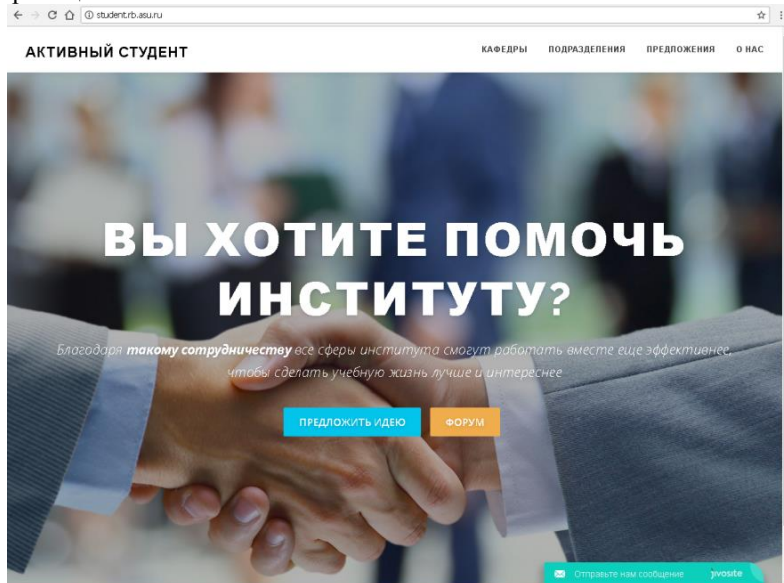 student.rb.asu.ru
АКТИВНЫЙ СТУДЕНТ
КАФЕДРЫ ПОДРАЗДЕЛЕНИЯ ПРЕДЛОЖЕНИЯ О НАС
ВЫ ХОТИТЕ ПОМОЧЬ
ИНСТИТУТУ?
Благодаря такому сотрудничеству все сферы института смогут работать вместе еще эффективнее,
чтобы сделать учебную жизнь лучше и интереснее
ПРЕДЛОЖИТЬ ИДЕЮ ФОРУМ
Отправьте нам сообщение jivosite